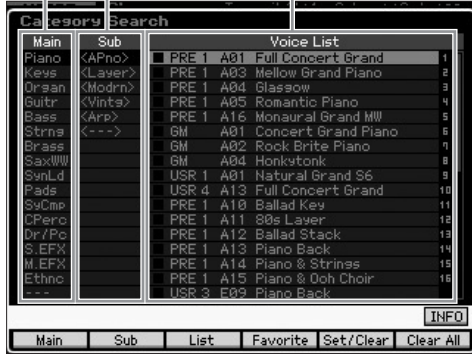 Category Search
Main Sub Voice List
Piano <APno> PRE 1 A01 Full Concert Grand 1
Keys <Layer> PRE 1 A03 Mellow Grand Piano 2
Organ <Modrn> PRE 1 A04 Glasgow 3
Guitr <Vintg> PRE 1 A05 Romantic Piano 4
Bass <Arp> PRE 1 A16 Monaural Grand MW 5
Strng <---> GM A01 Concert Grand Piano 6
Brass GM A02 Rock Brite Piano 7
SaxWW GM A04 Honkytonk 8
SynLd USR 1 A01 Natural Grand S6 9
Pads USR 4 A13 Full Concert Grand 10
SyCmp PRE 1 A10 Ballad Key 11
CPerc PRE 1 A11 80s Layer 12
Dr/Pc PRE 1 A12 Ballad Stack 13
S.EFX PRE 1 A13 Piano Back 14
M.EFX PRE 1 A14 Piano & Strings 15
Ethnc PRE 1 A15 Piano & Ooh Choir 16
--- USR 3 E09 Piano Back
INFO
Main Sub List Favorite Set/Clear Clear All